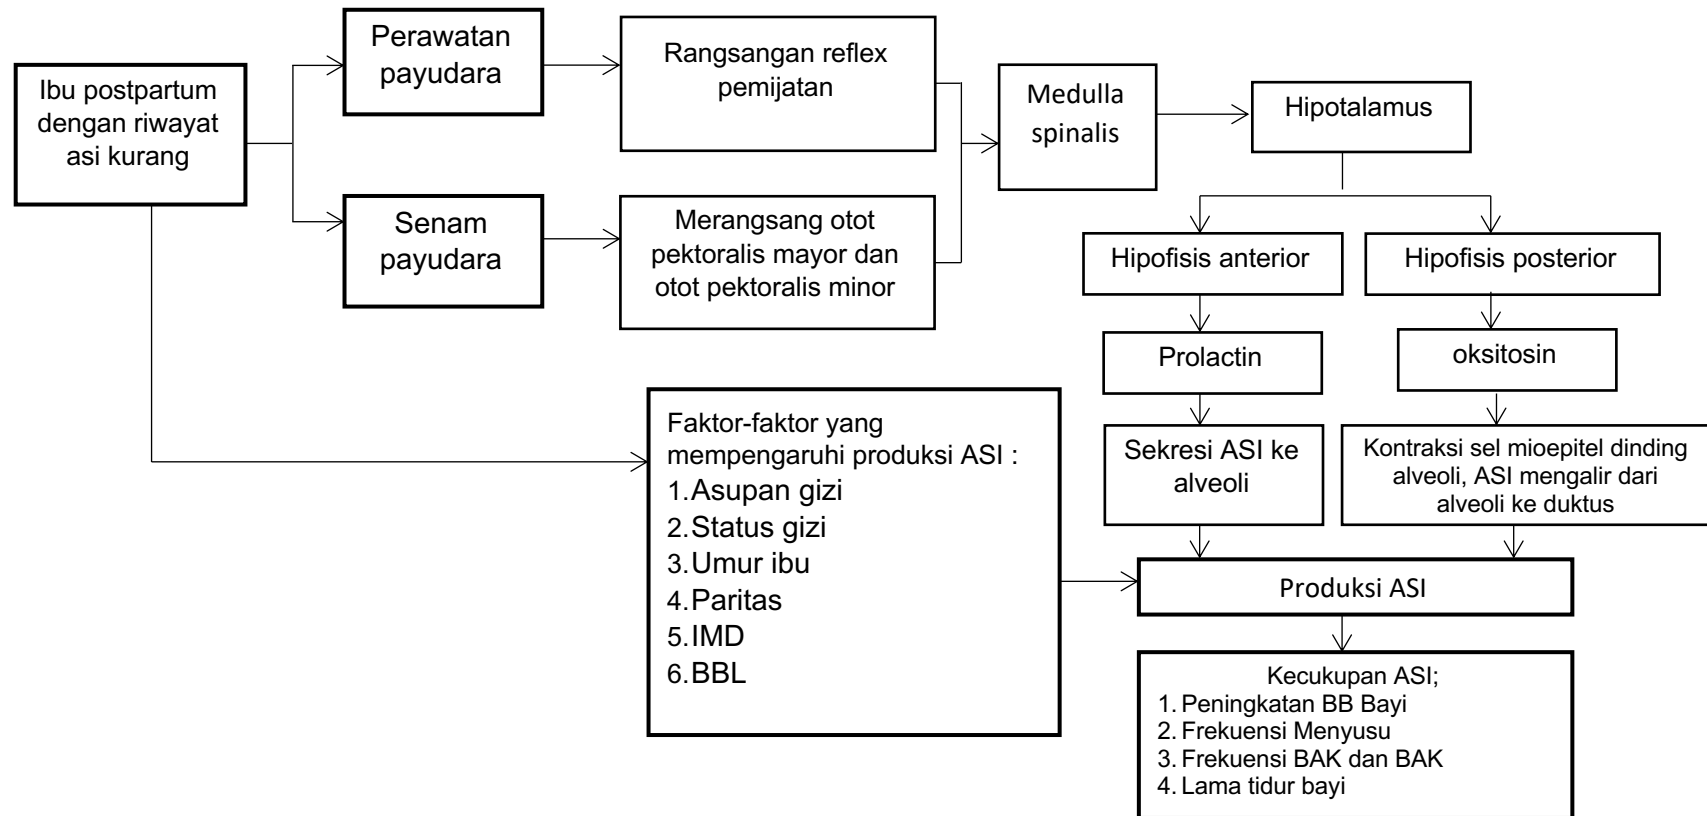 Ibu postpartum
dengan riwayat
asi kurang
Perawatan
payudara
Rangsangan reflex
pemijatan
Senam
payudara
Merangsang otot
pektoralis mayor dan
otot pektoralis minor
Medulla
spinalis
Hipotalamus
Hipofisis anterior
Hipofisis posterior
Prolactin
oksitosin
Sekresi ASI ke
alveoli
Kontraksi sel mioepitel dinding
alveoli, ASI mengalir dari
alveoli ke duktus
Faktor-faktor yang
mempengaruhi produksi ASI :
1.Asupan gizi
2.Status gizi
3.Umur ibu
4.Paritas
5.IMD
6.BBL
Produksi ASI
Kecukupan ASI;
1. Peningkatan BB Bayi
2. Frekuensi Menyusu
3. Frekuensi BAK dan BAK
4. Lama tidur bayi